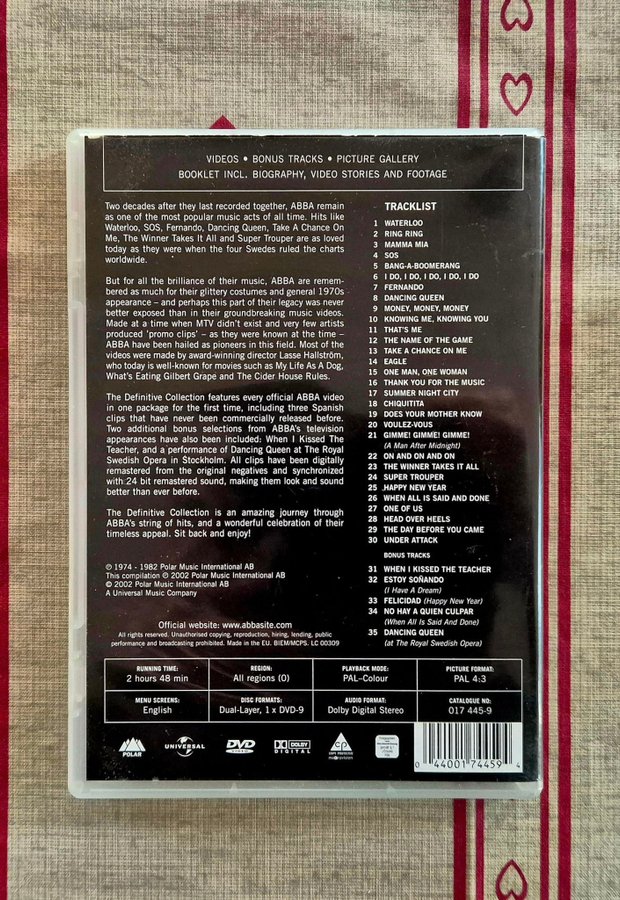 VIDEOS • BONUS TRACKS • PICTURE GALLERY
BOOKLET INCL. BIOGRAPHY, VIDEO STORIES AND FOOTAGE
Two decades after they last recorded together, ABBA remain
as one of the most popular music acts of all time. Hits like
Waterloo, SOS, Fernando, Dancing Queen, Take A Chance On
Me, The Winner Takes It All and Super Trouper are as loved
today as they were when the four Swedes ruled the charts
worldwide.
But for all the brilliance of their music, ABBA are remem-
bered as much for their glittery costumes and general 1970s
appearance – and perhaps this part of their legacy was never
better exposed than in their groundbreaking music videos.
Made at a time when MTV didn't exist and very few artists
produced 'promo clips' – as they were known at the time –
ABBA have been hailed as pioneers in this field. Most of the
videos were made by award-winning director Lasse Hallström,
who today is well-known for movies such as My Life As A Dog,
What's Eating Gilbert Grape and The Cider House Rules.
The Definitive Collection features every official ABBA video
in one package for the first time, including three Spanish
clips that have never been commercially released before.
Two additional bonus selections from ABBA's television
appearances have also been included: When I Kissed The
Teacher, and a performance of Dancing Queen at The Royal
Swedish Opera in Stockholm. All clips have been digitally
remastered from the original negatives and synchronized
with 24 bit remastered sound, making them look and sound
better than ever before.
The Definitive Collection is an amazing journey through
ABBA's string of hits, and a wonderful celebration of their
timeless appeal. Sit back and enjoy!
℗ 1974 - 1982 Polar Music International AB
This compilation ℗ 2002 Polar Music International AB
© 2002 Polar Music International AB
A Universal Music Company
Official website: www.abbasite.com
All rights reserved. Unauthorised copying, reproduction, hiring, lending, public
performance and broadcasting prohibited. Made in the EU. BIEM/MCPS. LC 00309
TRACKLIST
1 WATERLOO
2 RING RING
3 MAMMA MIA
4 SOS
5 BANG-A-BOOMERANG
6 I DO, I DO, I DO, I DO, I DO
7 FERNANDO
8 DANCING QUEEN
9 MONEY, MONEY, MONEY
10 KNOWING ME, KNOWING YOU
11 THAT'S ME
12 THE NAME OF THE GAME
13 TAKE A CHANCE ON ME
14 EAGLE
15 ONE MAN, ONE WOMAN
16 THANK YOU FOR THE MUSIC
17 SUMMER NIGHT CITY
18 CHIQUITITA
19 DOES YOUR MOTHER KNOW
20 VOULEZ-VOUS
21 GIMME! GIMME! GIMME!
(A Man After Midnight)
22 ON AND ON AND ON
23 THE WINNER TAKES IT ALL
24 SUPER TROUPER
25 HAPPY NEW YEAR
26 WHEN ALL IS SAID AND DONE
27 ONE OF US
28 HEAD OVER HEELS
29 THE DAY BEFORE YOU CAME
30 UNDER ATTACK
BONUS TRACKS
31 WHEN I KISSED THE TEACHER
32 ESTOY SOÑANDO
(I Have A Dream)
33 FELICIDAD (Happy New Year)
34 NO HAY A QUIEN CULPAR
(When All Is Said And Done)
35 DANCING QUEEN
(at The Royal Swedish Opera)
RUNNING TIME:
2 hours 48 min
REGION:
All regions (0)
PLAYBACK MODE:
PAL–Colour
PICTURE FORMAT:
PAL 4:3
MENU SCREENS:
English
DISC FORMATS:
Dual-Layer, 1 x DVD-9
AUDIO FORMAT:
Dolby Digital Stereo
CATALOGUE NO:
017 445-9
POLAR
UNIVERSAL
DVD
VIDEO
DOLBY
DIGITAL
CP
COPY PROTECTED
macrovision
0 44001 74459 4